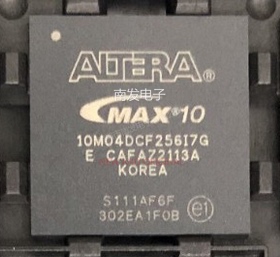 ALTERA®
南发电子
MAX®10
10M04DCF256I7G
E CAFAZ2113A
KOREA
S111AF6F
302EA1F0B e1